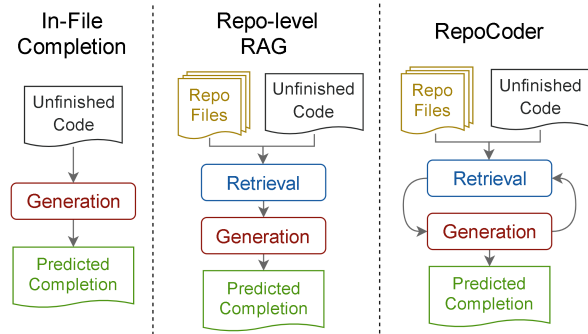 In-File
Completion
Unfinished
Code
Generation
Predicted
Completion
Repo-level
RAG
Repo
Files
Unfinished
Code
Retrieval
Generation
Predicted
Completion
RepoCoder
Repo
Files
Unfinished
Code
Retrieval
Generation
Predicted
Completion